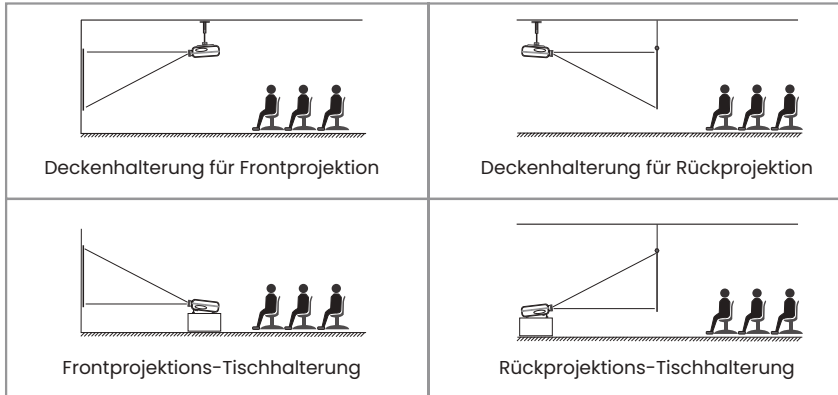 Deckenhalterung für Frontprojektion
Deckenhalterung für Rückprojektion
Frontprojektions-Tischhalterung
Rückprojektions-Tischhalterung